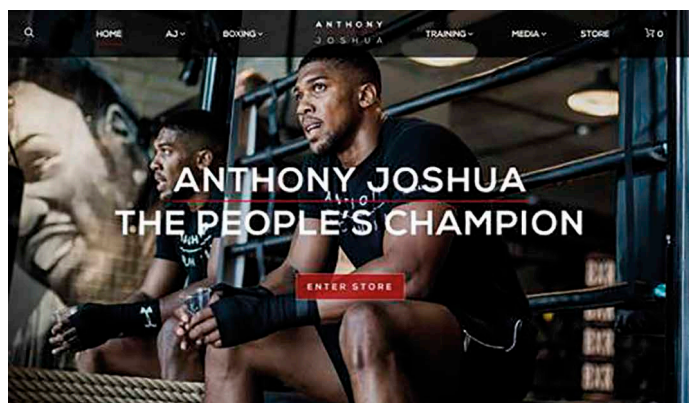 ANTHONY
JOSHUA
HOME
AJ
BOXING
TRAINING
MEDIA
STORE
0
ANTHONY JOSHUA
THE PEOPLE'S CHAMPION
ENTER STORE